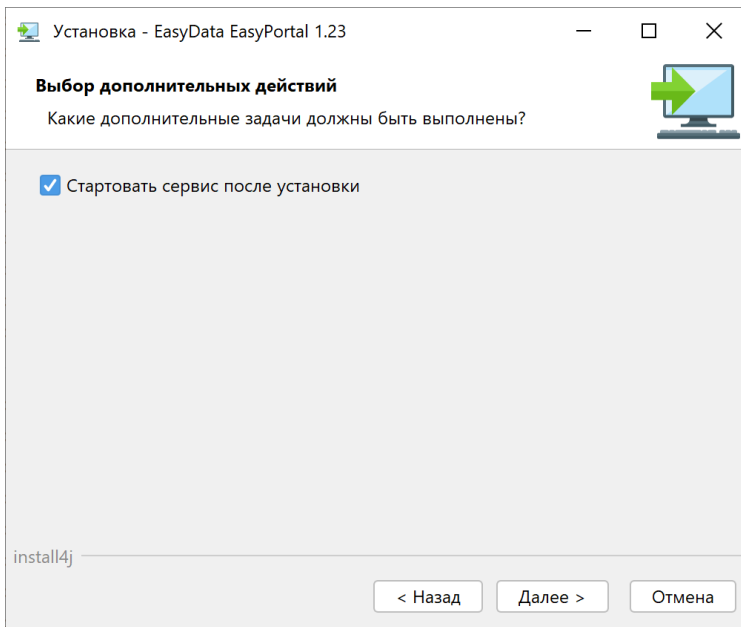 Установка - EasyData EasyPortal 1.23
Выбор дополнительных действий
Какие дополнительные задачи должны быть выполнены?
Стартовать сервис после установки
install4j
< Назад
Далее >
Отмена